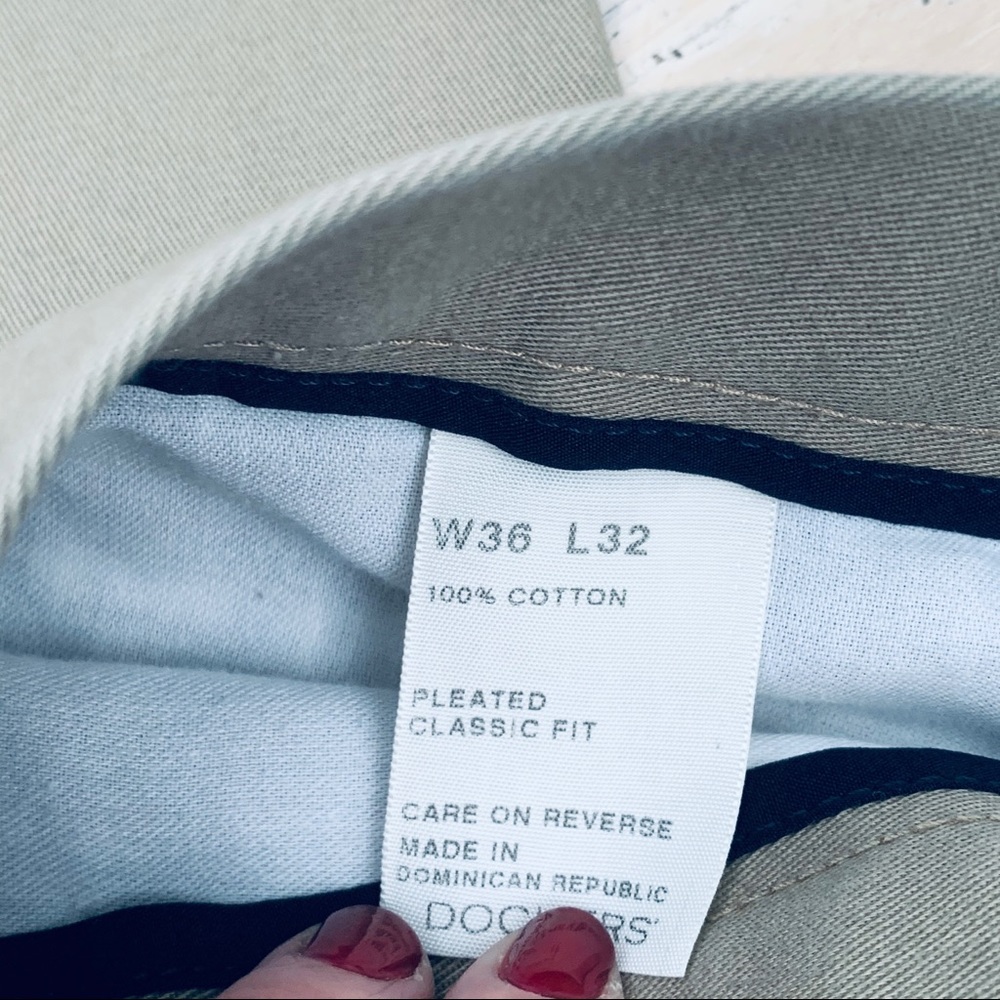 W36 L32
100% COTTON
PLEATED
CLASSIC FIT
CARE ON REVERSE
MADE IN
DOMINICAN REPUBLIC